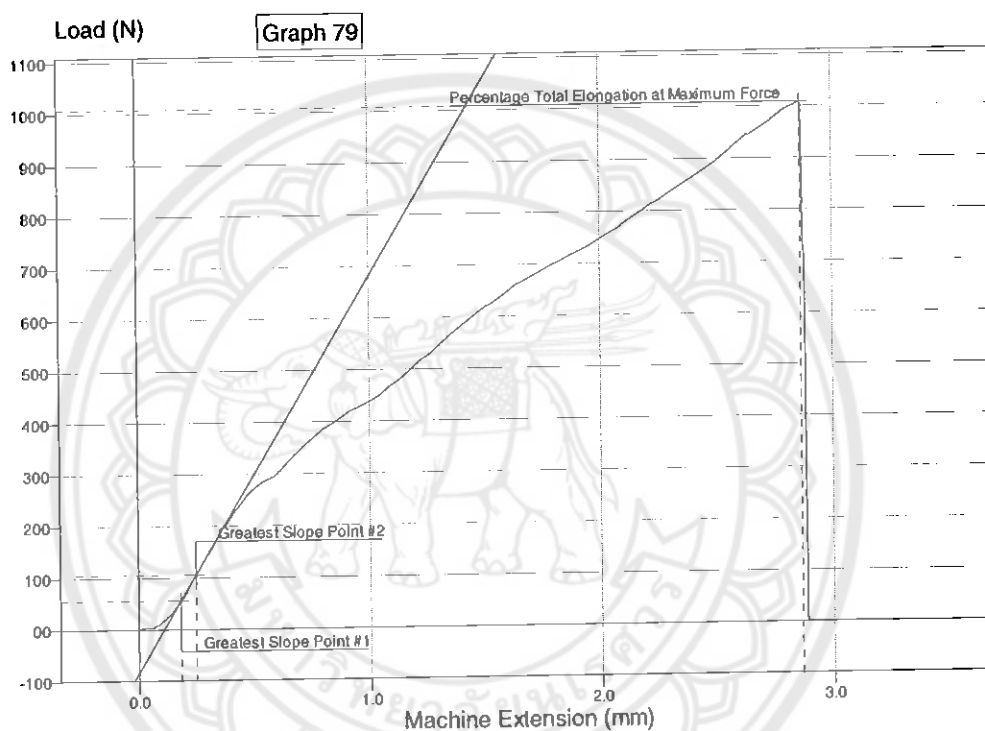 Load (N)
Graph 79
1100
Percentage Total Elongation at Maximum Force
1000
900
800
700
600
500
400
300
200
Greatest Slope Point #2
100
00
Greatest Slope Point #1
-100
0.0 1.0 2.0 3.0
Machine Extension (mm)